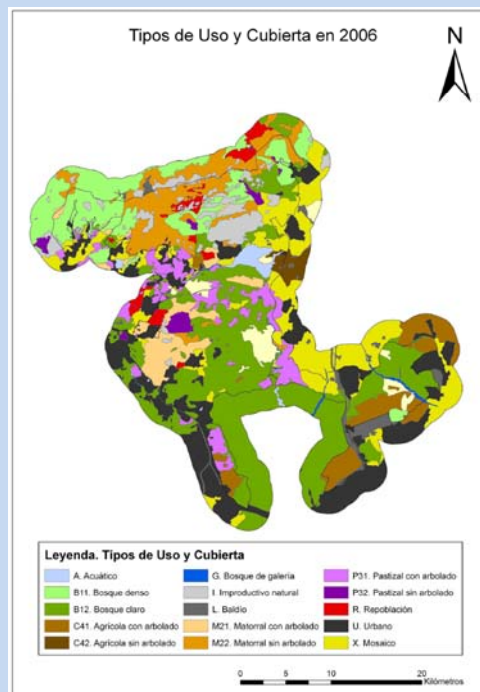 Tipos de Uso y Cubierta en 2006
N
Leyenda. Tipos de Uso y Cubierta
A. Acuático
B11. Bosque denso
B12. Bosque claro
C41. Agrícola con arbolado
C42. Agrícola sin arbolado
G. Bosque de galería
I. Improductivo natural
L. Baldío
M21. Matorral con arbolado
M22. Matorral sin arbolado
P31. Pastizal con arbolado
P32. Pastizal sin arbolado
R. Repoblación
U. Urbano
X. Mosaico
0 5 10 20
Kilómetros